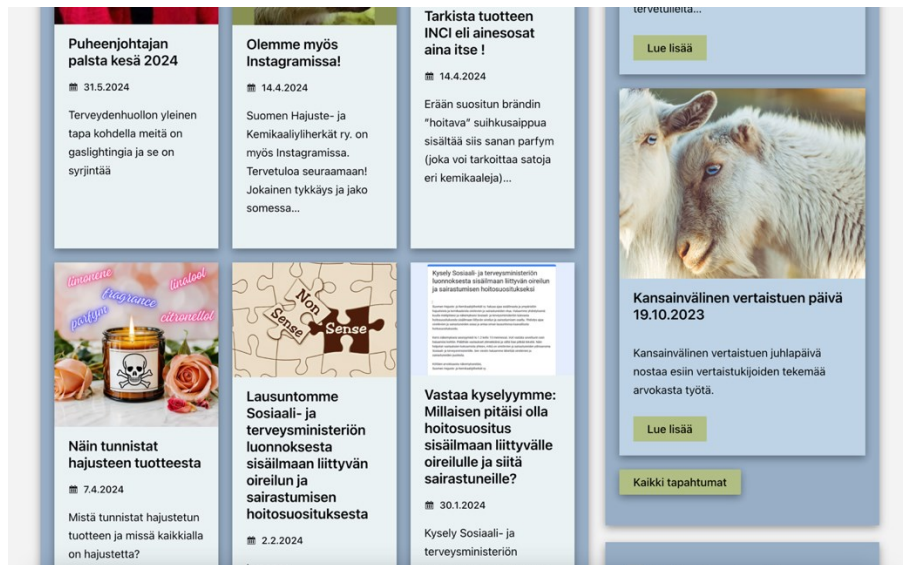 Puheenjohtajan
palsta kesä 2024
31.5.2024
Terveydenhuollon yleinen
tapa kohdella meitä on
gaslightingia ja se on
syrjintää
Olemme myös
Instagramissa!
14.4.2024
Suomen Hajuste- ja
Kemikaaliyliherkät ry. on
myös Instagramissa.
Tervetuloa seuraamaan!
Jokainen tykkäys ja jako
somessa...
Tarkista tuotteen
INCI eli ainesosat
aina itse !
14.4.2024
Erään suositun brändin
"hoitava" suihkusaippua
sisältää siis sanan parfym
(joka voi tarkoittaa satoja
eri kemikaaleja)...
limonene
linalool
fragrance
parfym
citronellol
Näin tunnistat
hajusteen tuotteesta
7.4.2024
Mistä tunnistat hajustetun
tuotteen ja missä kaikkialla
on hajustetta?
Non
Sense
Sense
Lausuntomme
Sosiaali- ja
terveysministeriön
luonnoksesta
sisäilmaan liittyvän
oireilun ja
sairastumisen
hoitosuosituksesta
2.2.2024
Kysely Sosiaali- ja terveysministeriön
luonnoksesta sisäilmaan liittyvän oireilun
ja sairastumisen hoitosuositukseksi
Vastaa kyselyymme:
Millaisen pitäisi olla
hoitosuositus
sisäilmaan liittyvälle
oireilulle ja siitä
sairastuneille?
30.1.2024
Kysely Sosiaali- ja
terveysministeriön
tervetulleita...
Lue lisää
Kansainvälinen vertaistuen päivä
19.10.2023
Kansainvälinen vertaistuen juhlapäivä
nostaa esiin vertaistukijoiden tekemää
arvokasta työtä.
Lue lisää
Kaikki tapahtumat